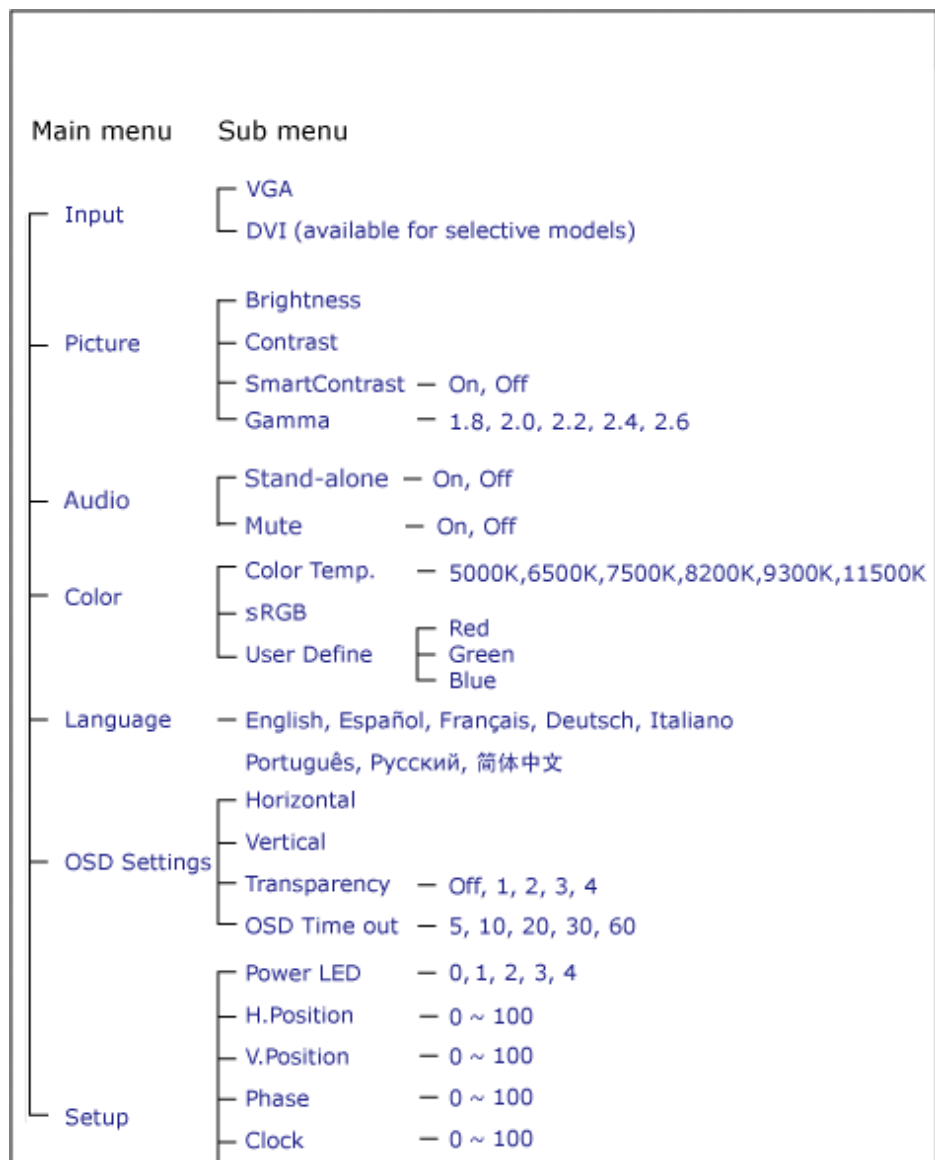 Main menu Sub menu
Input VGA
DVI (available for selective models)
Picture Brightness
Contrast
SmartContrast — On, Off
Gamma — 1.8, 2.0, 2.2, 2.4, 2.6
Audio Stand-alone — On, Off
Mute — On, Off
Color Color Temp. — 5000K,6500K,7500K,8200K,9300K,11500K
sRGB
User Define Red
Green
Blue
Language — English, Español, Français, Deutsch, Italiano
Português, Русский, 简体中文
OSD Settings Horizontal
Vertical
Transparency — Off, 1, 2, 3, 4
OSD Time out — 5, 10, 20, 30, 60
Setup Power LED — 0, 1, 2, 3, 4
H.Position — 0 ~ 100
V.Position — 0 ~ 100
Phase — 0 ~ 100
Clock — 0 ~ 100